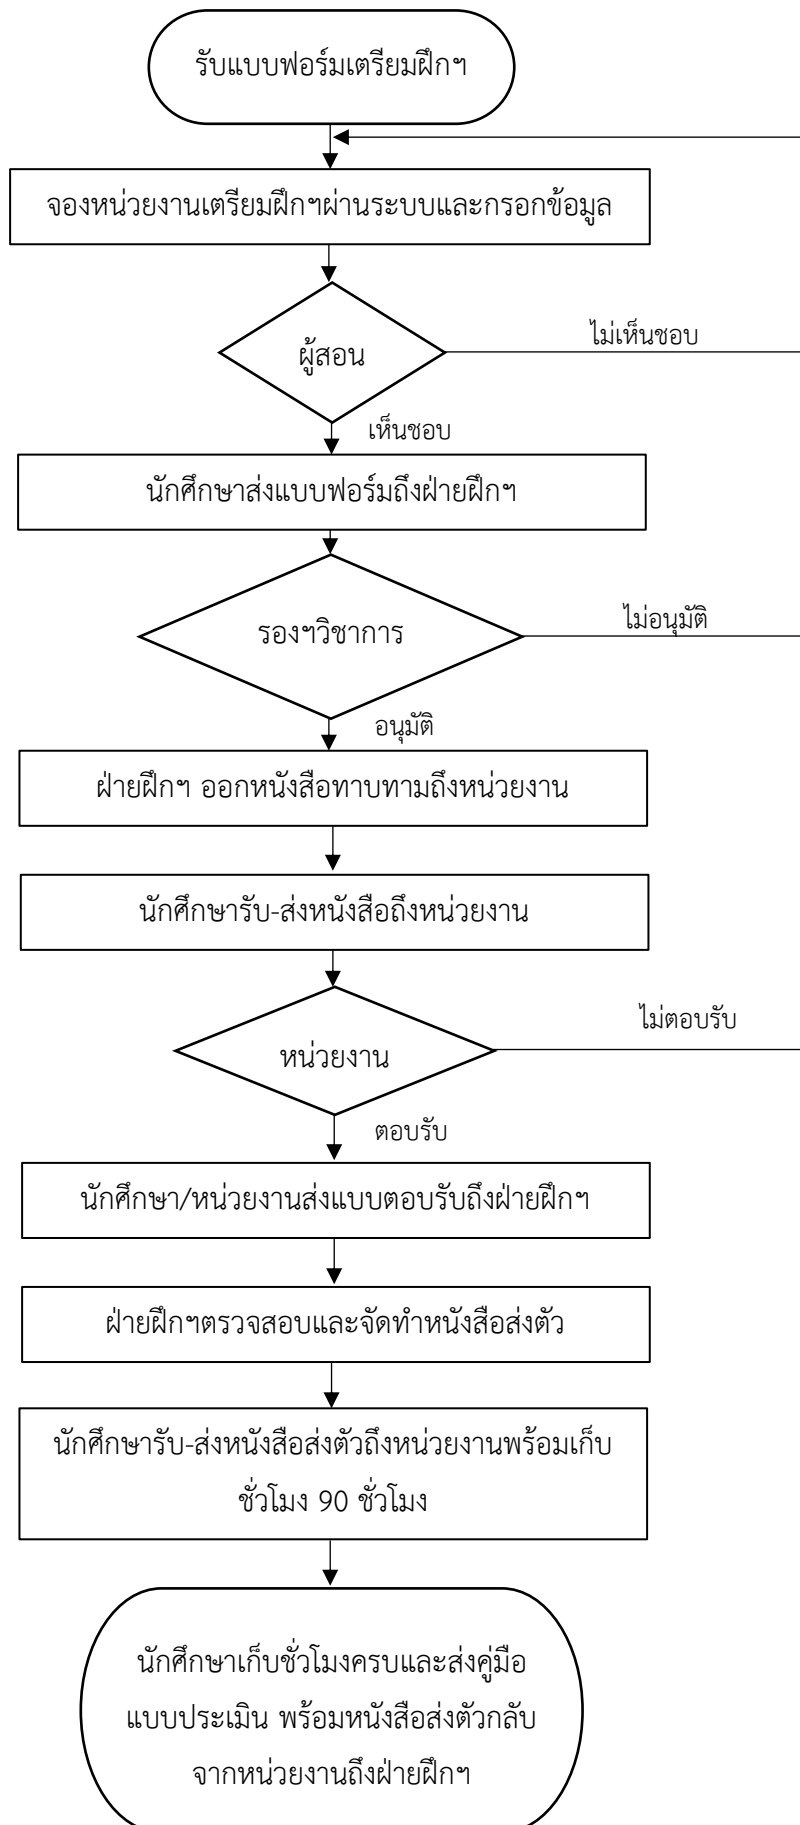 รับแบบฟอร์มเตรียมฝึกฯ
จองหน่วยงานเตรียมฝึกฯผ่านระบบและกรอกข้อมูล
ผู้สอน
ไม่เห็นชอบ
เห็นชอบ
นักศึกษาส่งแบบฟอร์มถึงฝ่ายฝึกฯ
รองฯวิชาการ
ไม่อนุมัติ
อนุมัติ
ฝ่ายฝึกฯ ออกหนังสือทาบทามถึงหน่วยงาน
นักศึกษารับ-ส่งหนังสือถึงหน่วยงาน
หน่วยงาน
ไม่ตอบรับ
ตอบรับ
นักศึกษา/หน่วยงานส่งแบบตอบรับถึงฝ่ายฝึกฯ
ฝ่ายฝึกฯตรวจสอบและจัดทำหนังสือส่งตัว
นักศึกษารับ-ส่งหนังสือส่งตัวถึงหน่วยงานพร้อมเก็บ
ชั่วโมง 90 ชั่วโมง
นักศึกษาเก็บชั่วโมงครบและส่งคู่มือ
แบบประเมิน พร้อมหนังสือส่งตัวกลับ
จากหน่วยงานถึงฝ่ายฝึกฯ